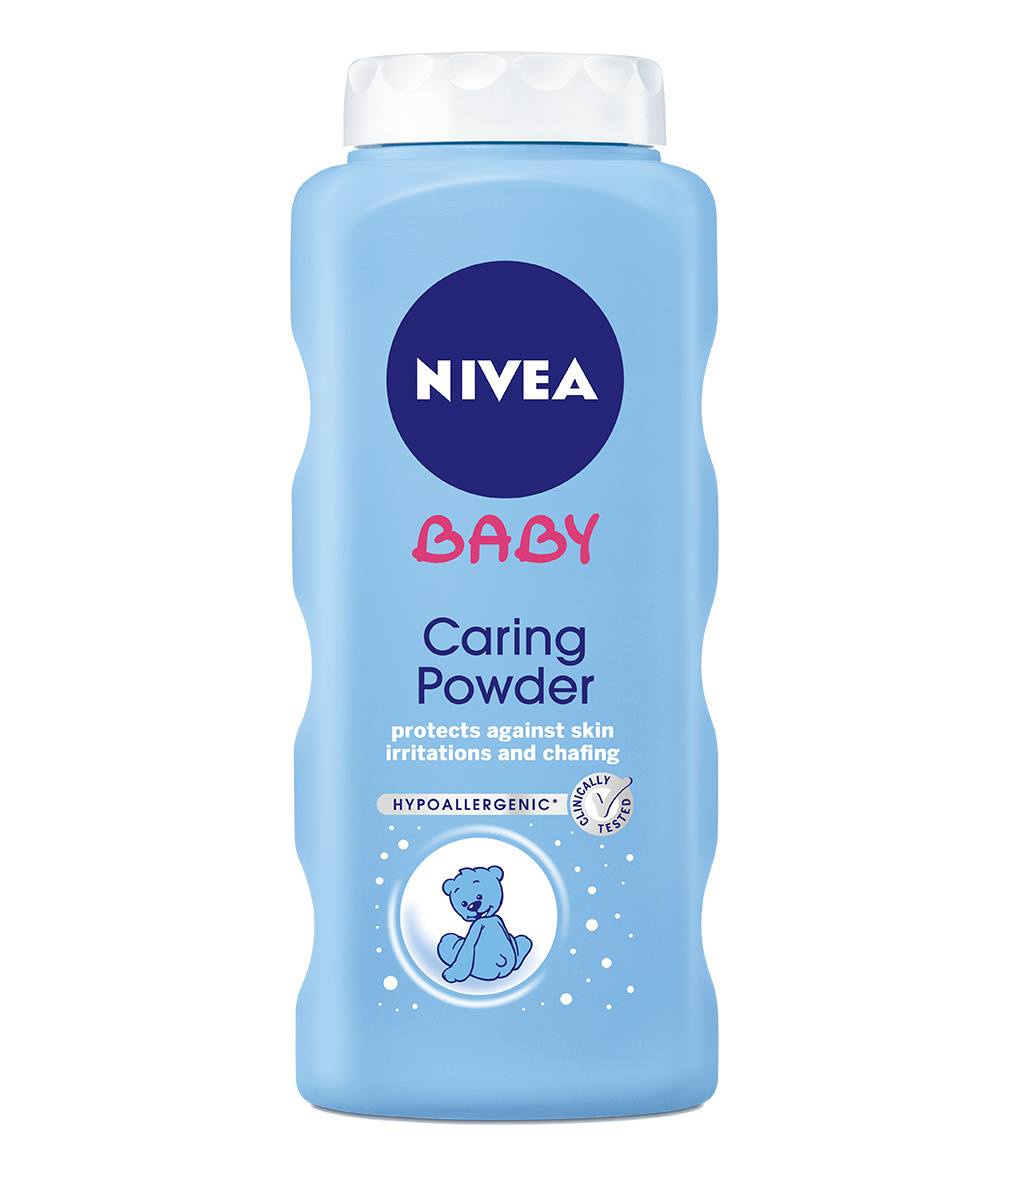 NIVEA
BABY
Caring
Powder
protects against skin
irritations and chafing
HYPOALLERGENIC*
CLINICALLY
TESTED